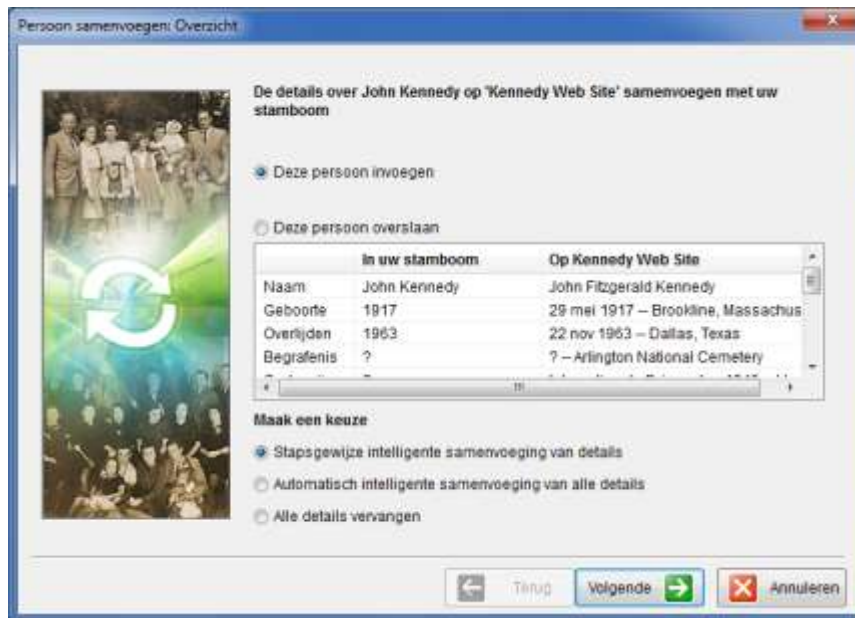 Persoon samenvoegen: Overzicht
De details over John Kennedy op 'Kennedy Web Site' samenvoegen met uw
stamboom
Deze persoon invoegen
Deze persoon overslaan
In uw stamboom Op Kennedy Web Site
Naam John Kennedy John Fitzgerald Kennedy
Geboorte 1917 29 mei 1917 – Brookline, Massachus
Overlijden 1963 22 nov 1963 – Dallas, Texas
Begrafenis ? ? – Arlington National Cemetery
Maak een keuze
Stapsgewijze intelligente samenvoeging van details
Automatisch intelligente samenvoeging van alle details
Alle details vervangen
Terug Volgende Annuleren